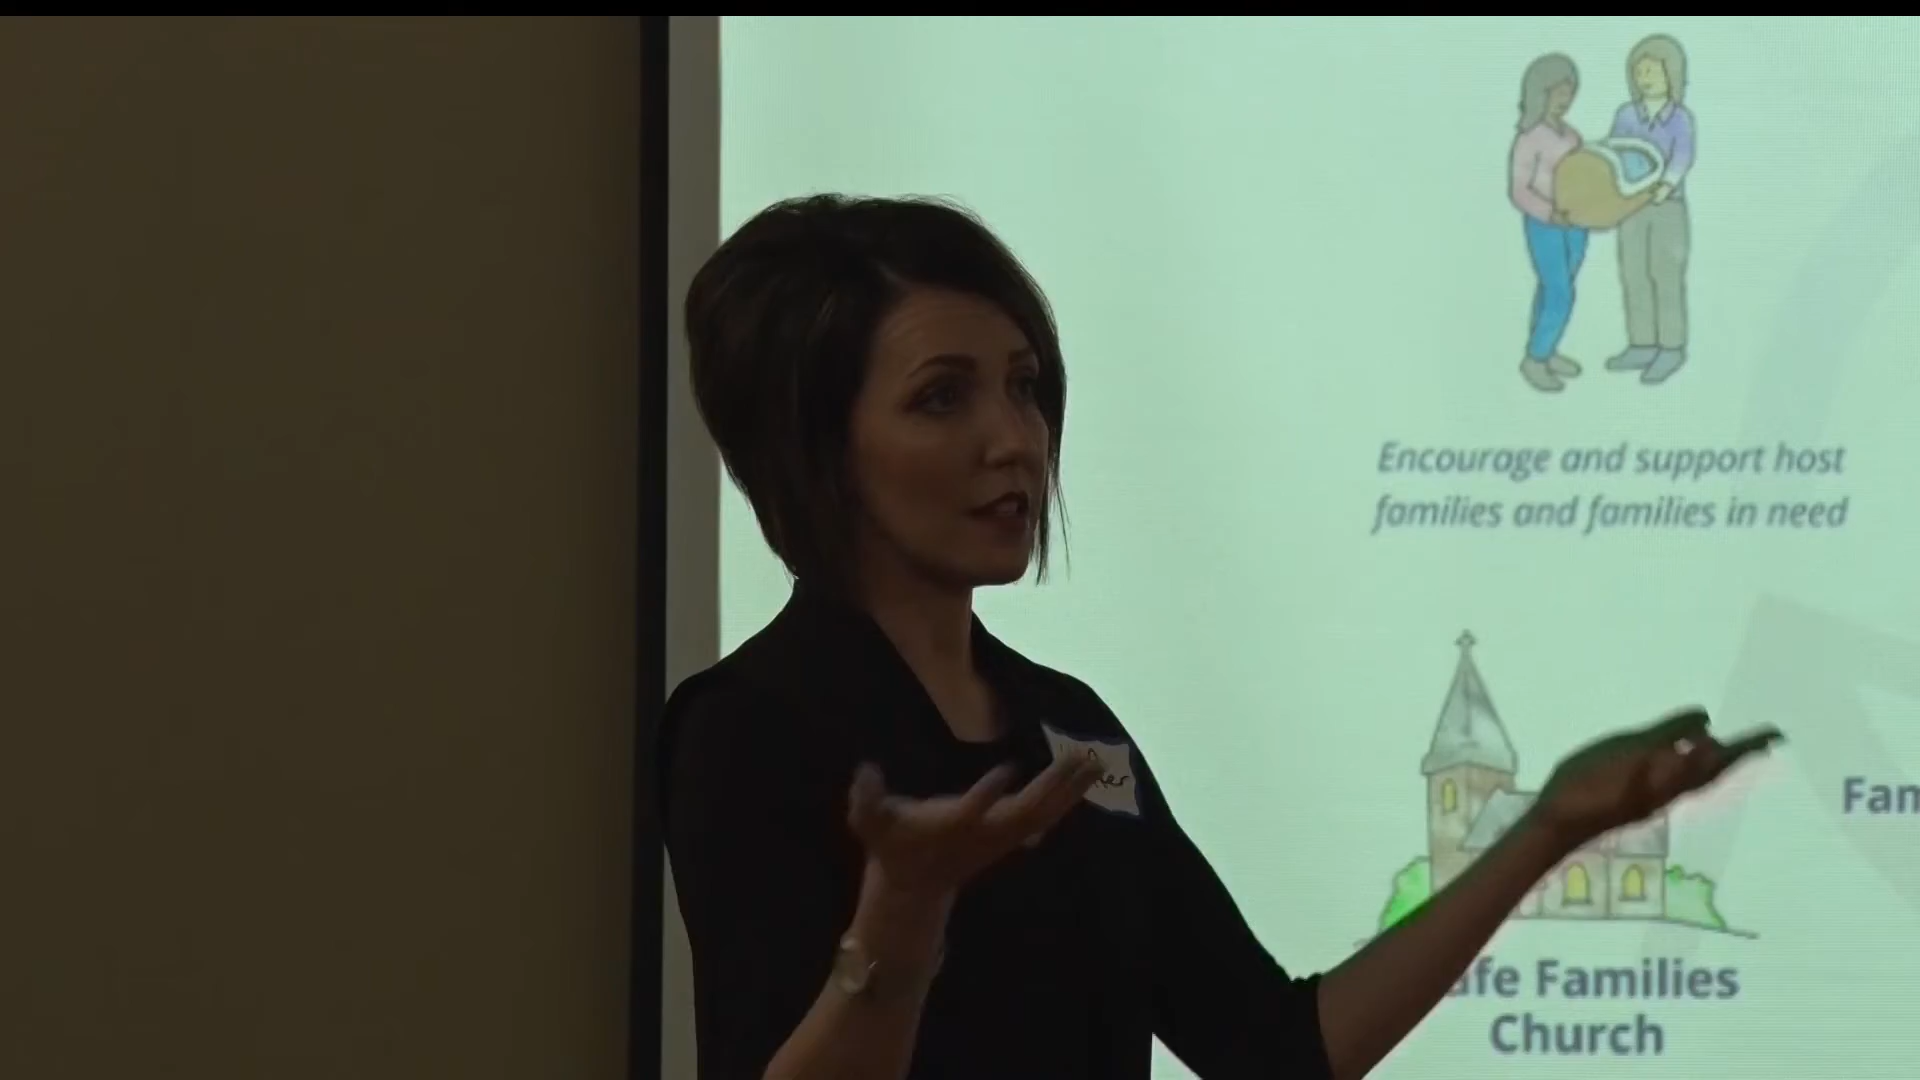 Encourage and support host
families and families in need
Fam
afe Families
Church